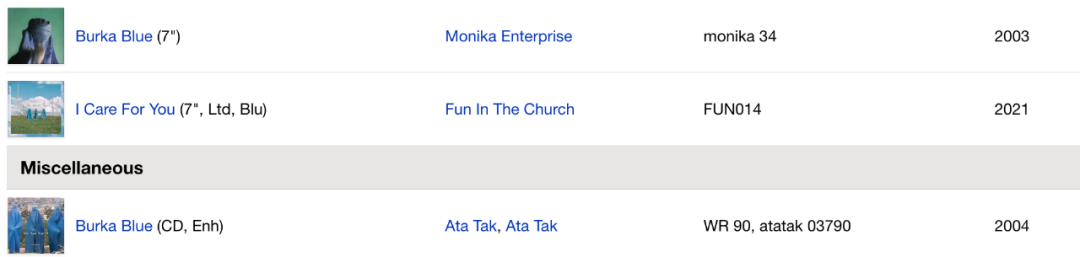 Burka Blue (7") Monika Enterprise monika 34 2003
I Care For You (7", Ltd, Blu) Fun In The Church FUN014 2021
Miscellaneous
Burka Blue (CD, Enh) Ata Tak, Ata Tak WR 90, atatak 03790 2004